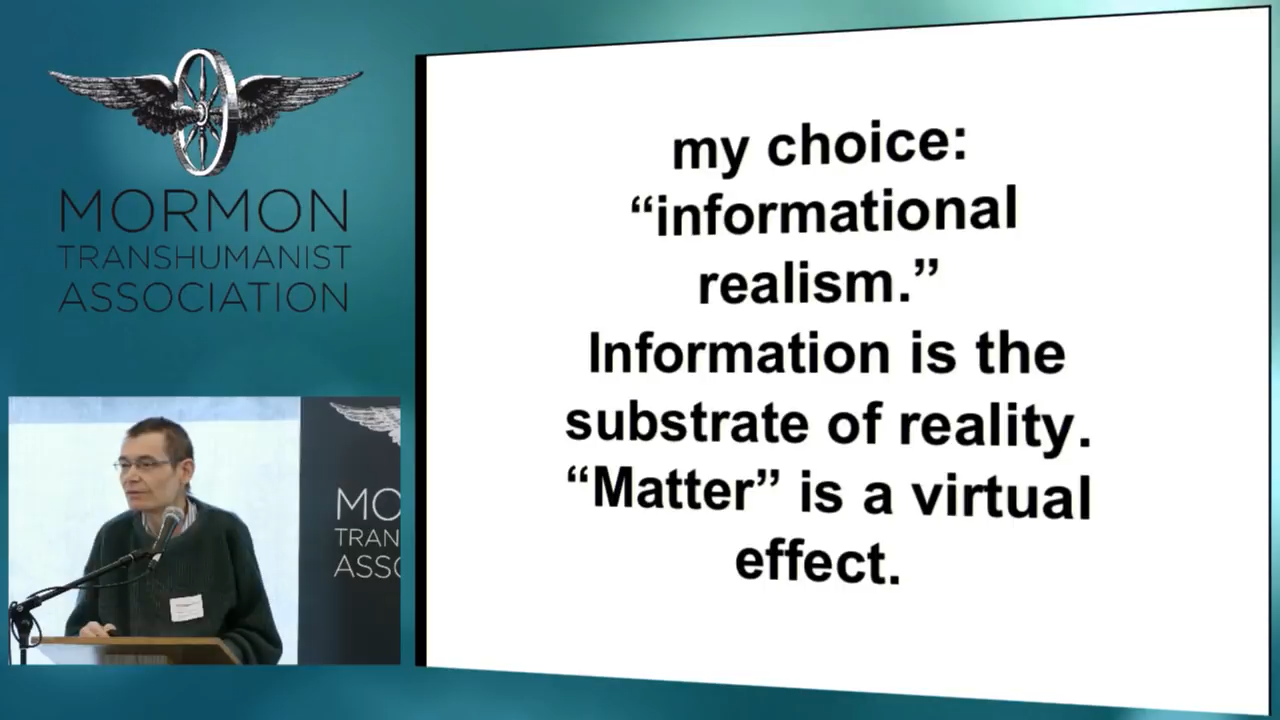 MORMON
TRANSHUMANIST
ASSOCIATION
my choice:
“informational
realism.”
Information is the
substrate of reality.
“Matter” is a virtual
effect.
MO
TRAN
ASSO